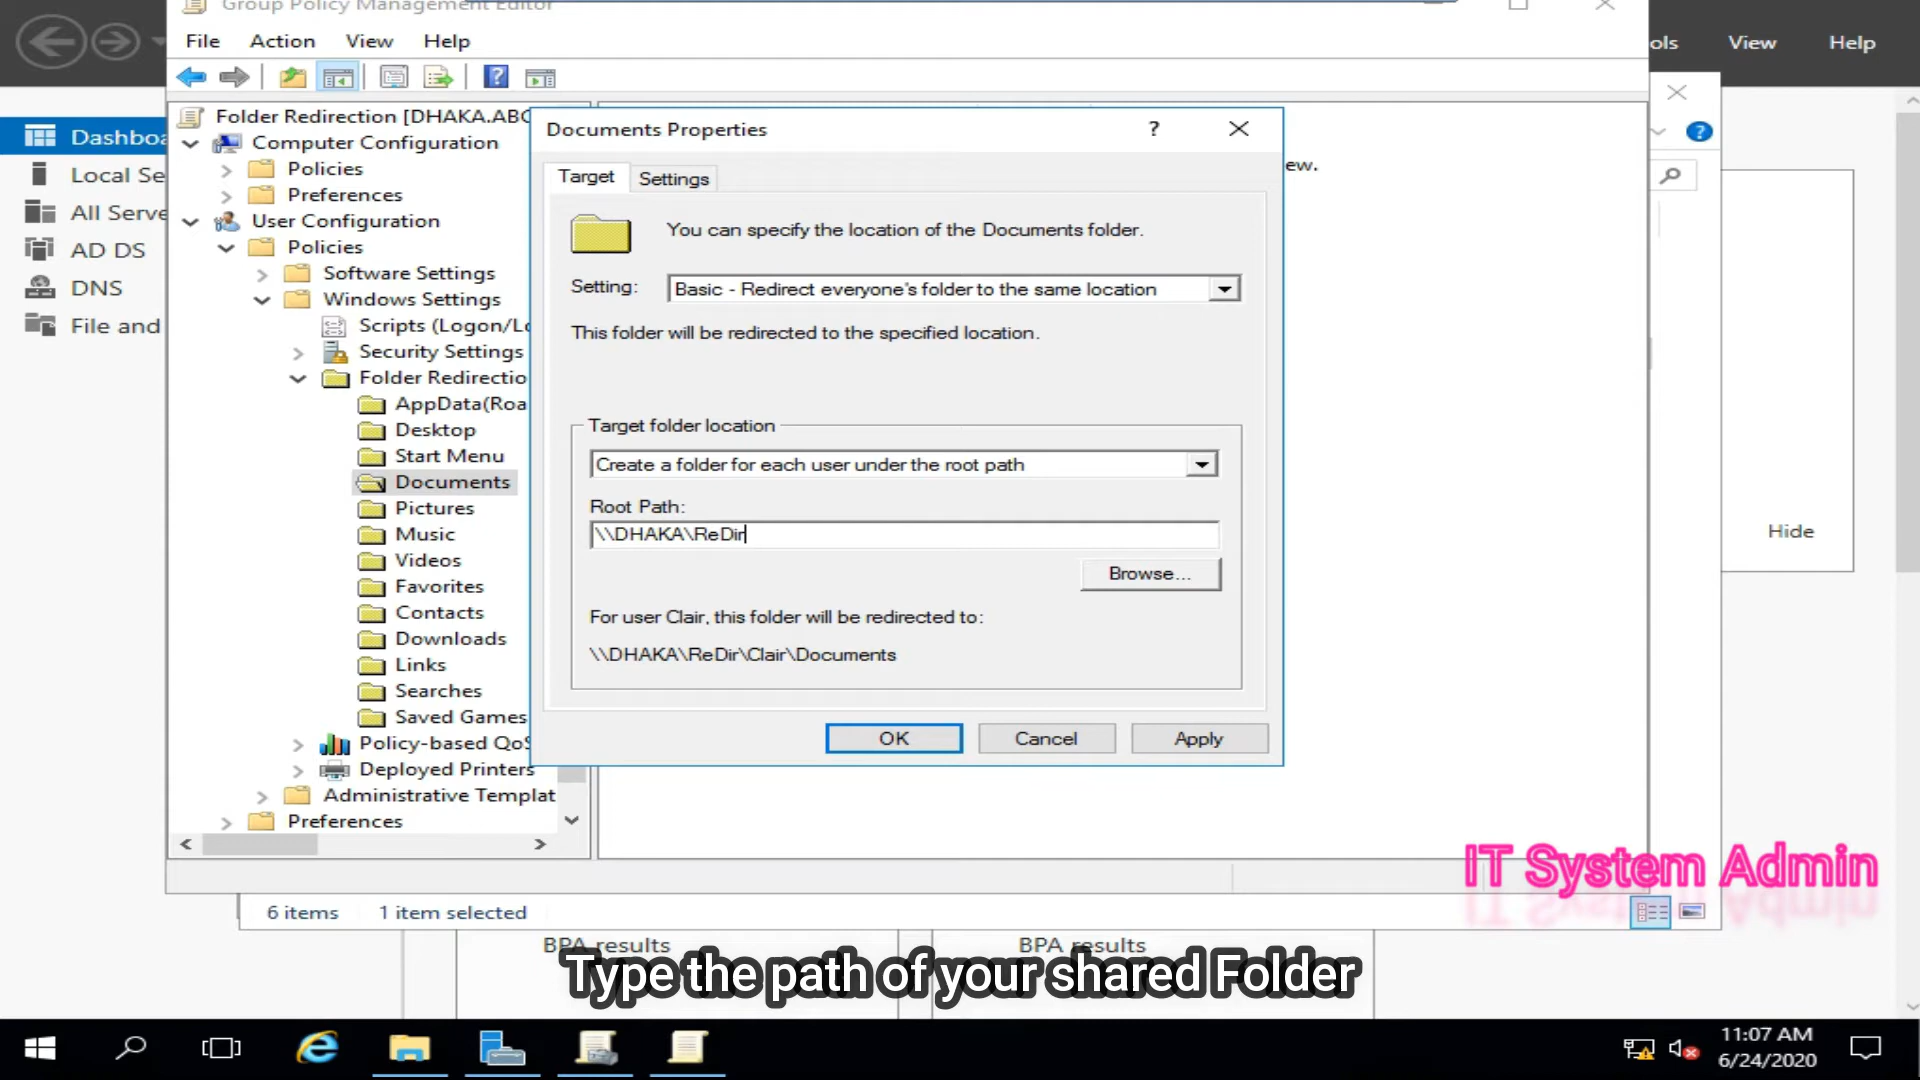 Group Policy Management Editor
File Action View Help
ols View Help
Folder Redirection [DHAKA.ABC
Computer Configuration
Policies
Preferences
User Configuration
Policies
Software Settings
Windows Settings
Scripts (Logon/Lo
Security Settings
Folder Redirectio
AppData(Roa
Desktop
Start Menu
Documents
Pictures
Music
Videos
Favorites
Contacts
Downloads
Links
Searches
Saved Games
Policy-based QoS
Deployed Printers
Administrative Templat
Preferences
Dashboa
Local Se
All Serve
AD DS
DNS
File and
Documents Properties
Target Settings
You can specify the location of the Documents folder.
Setting: Basic - Redirect everyone's folder to the same location
This folder will be redirected to the specified location.
Target folder location
Create a folder for each user under the root path
Root Path:
\\DHAKA\ReDir
Browse...
For user Clair, this folder will be redirected to:
\\DHAKA\ReDir\Clair\Documents
OK Cancel Apply
ew.
Hide
IT System Admin
6 items 1 item selected
BPA results BPA results
Type the path of your shared Folder
11:07 AM
6/24/2020